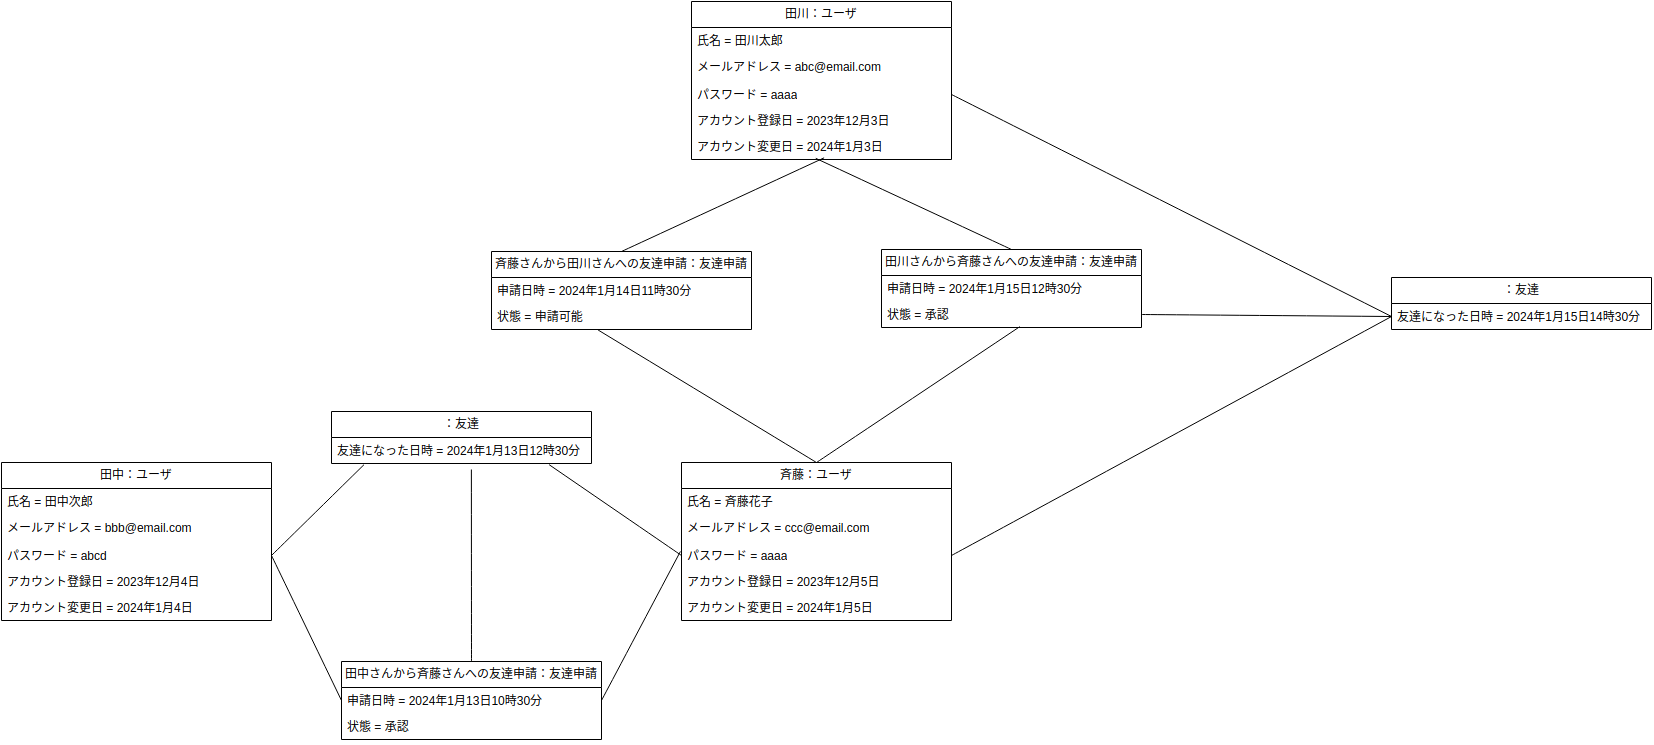 田川：ユーザ
氏名 = 田川太郎
メールアドレス = abc@email.com
パスワード = aaaa
アカウント登録日 = 2023年12月3日
アカウント変更日 = 2024年1月3日
斉藤さんから田川さんへの友達申請：友達申請
申請日時 = 2024年1月14日11時30分
状態 = 申請可能
田川さんから斉藤さんへの友達申請：友達申請
申請日時 = 2024年1月15日12時30分
状態 = 承認
：友達
友達になった日時 = 2024年1月15日14時30分
：友達
友達になった日時 = 2024年1月13日12時30分
田中：ユーザ
氏名 = 田中次郎
メールアドレス = bbb@email.com
パスワード = abcd
アカウント登録日 = 2023年12月4日
アカウント変更日 = 2024年1月4日
斉藤：ユーザ
氏名 = 斉藤花子
メールアドレス = ccc@email.com
パスワード = aaaa
アカウント登録日 = 2023年12月5日
アカウント変更日 = 2024年1月5日
田中さんから斉藤さんへの友達申請：友達申請
申請日時 = 2024年1月13日10時30分
状態 = 承認